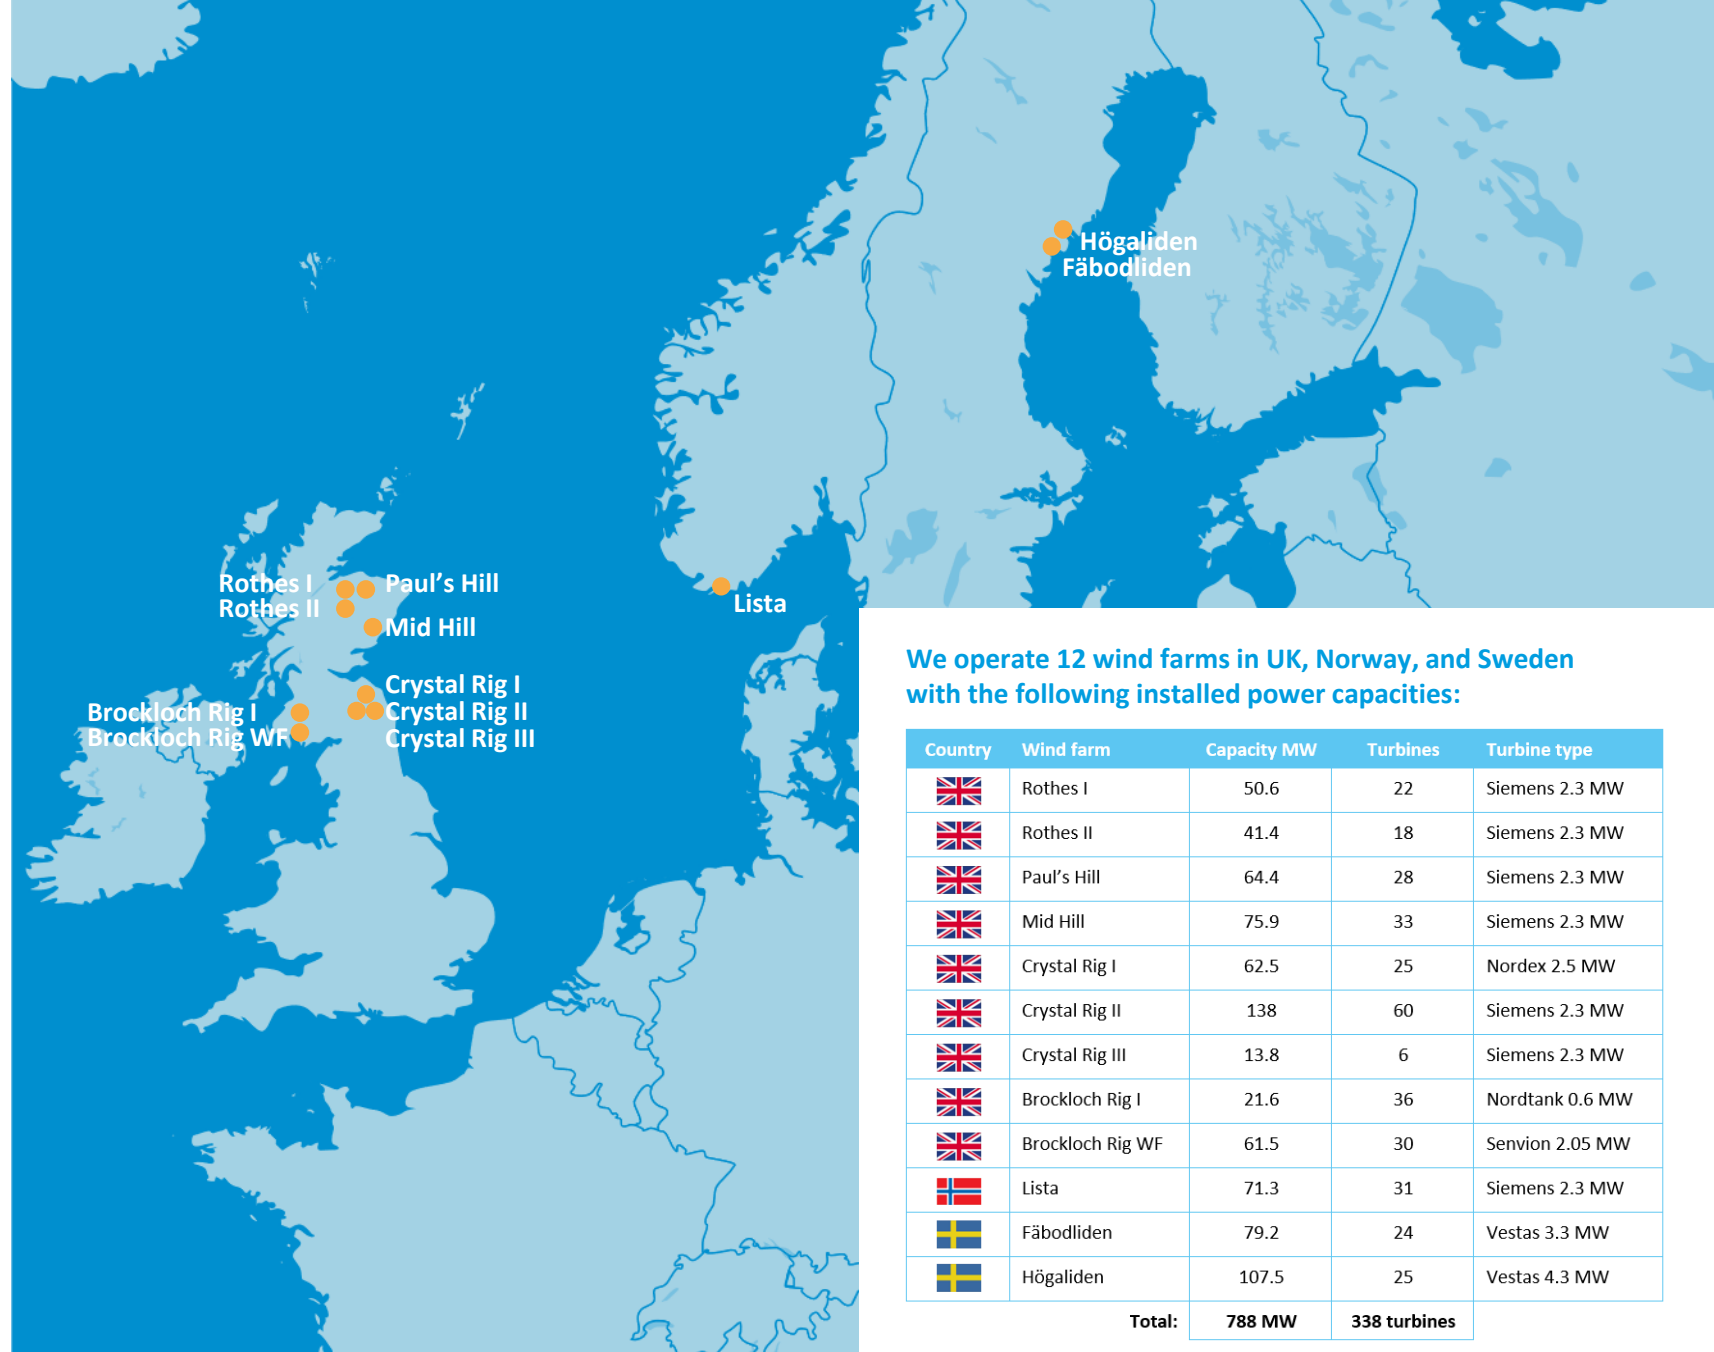 Högaliden
Fäbodliden
Rothes I
Rothes II
Paul’s Hill
Mid Hill
Lista
Crystal Rig I
Crystal Rig II
Crystal Rig III
Brockloch Rig I
Brockloch Rig WF
We operate 12 wind farms in UK, Norway, and Sweden
with the following installed power capacities:
Country Wind farm Capacity MW Turbines Turbine type
Rothes I 50.6 22 Siemens 2.3 MW
Rothes II 41.4 18 Siemens 2.3 MW
Paul’s Hill 64.4 28 Siemens 2.3 MW
Mid Hill 75.9 33 Siemens 2.3 MW
Crystal Rig I 62.5 25 Nordex 2.5 MW
Crystal Rig II 138 60 Siemens 2.3 MW
Crystal Rig III 13.8 6 Siemens 2.3 MW
Brockloch Rig I 21.6 36 Nordtank 0.6 MW
Brockloch Rig WF 61.5 30 Senvion 2.05 MW
Lista 71.3 31 Siemens 2.3 MW
Fäbodliden 79.2 24 Vestas 3.3 MW
Högaliden 107.5 25 Vestas 4.3 MW
Total: 788 MW 338 turbines